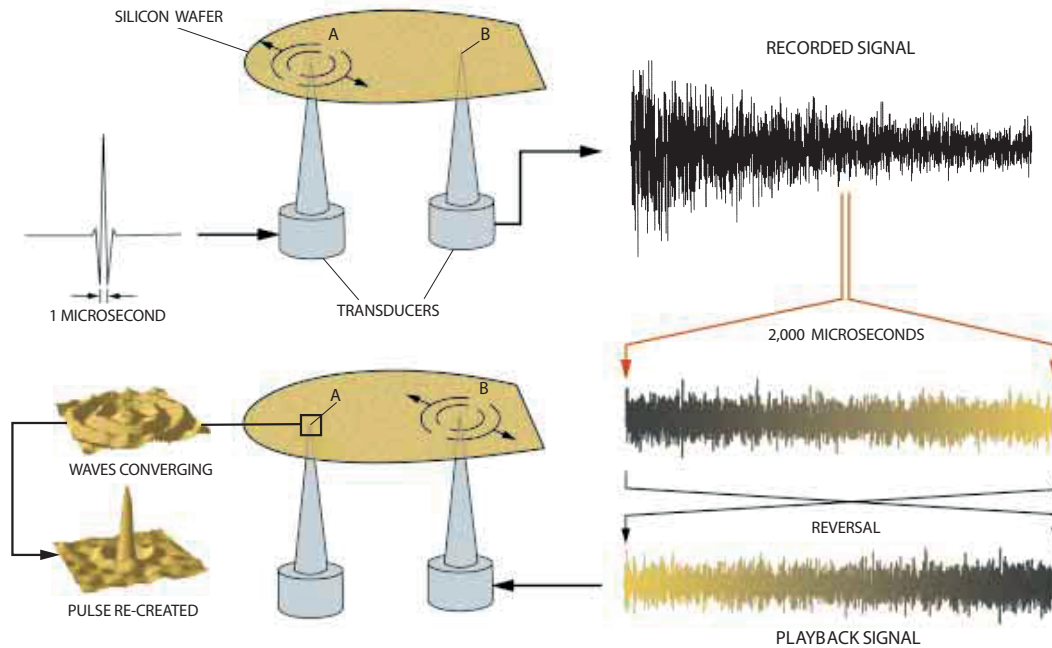 SILICON WAFER
A
B
RECORDED SIGNAL
1 MICROSECOND
TRANSDUCERS
2,000 MICROSECONDS
A
B
WAVES CONVERGING
REVERSAL
PULSE RE-CREATED
PLAYBACK SIGNAL